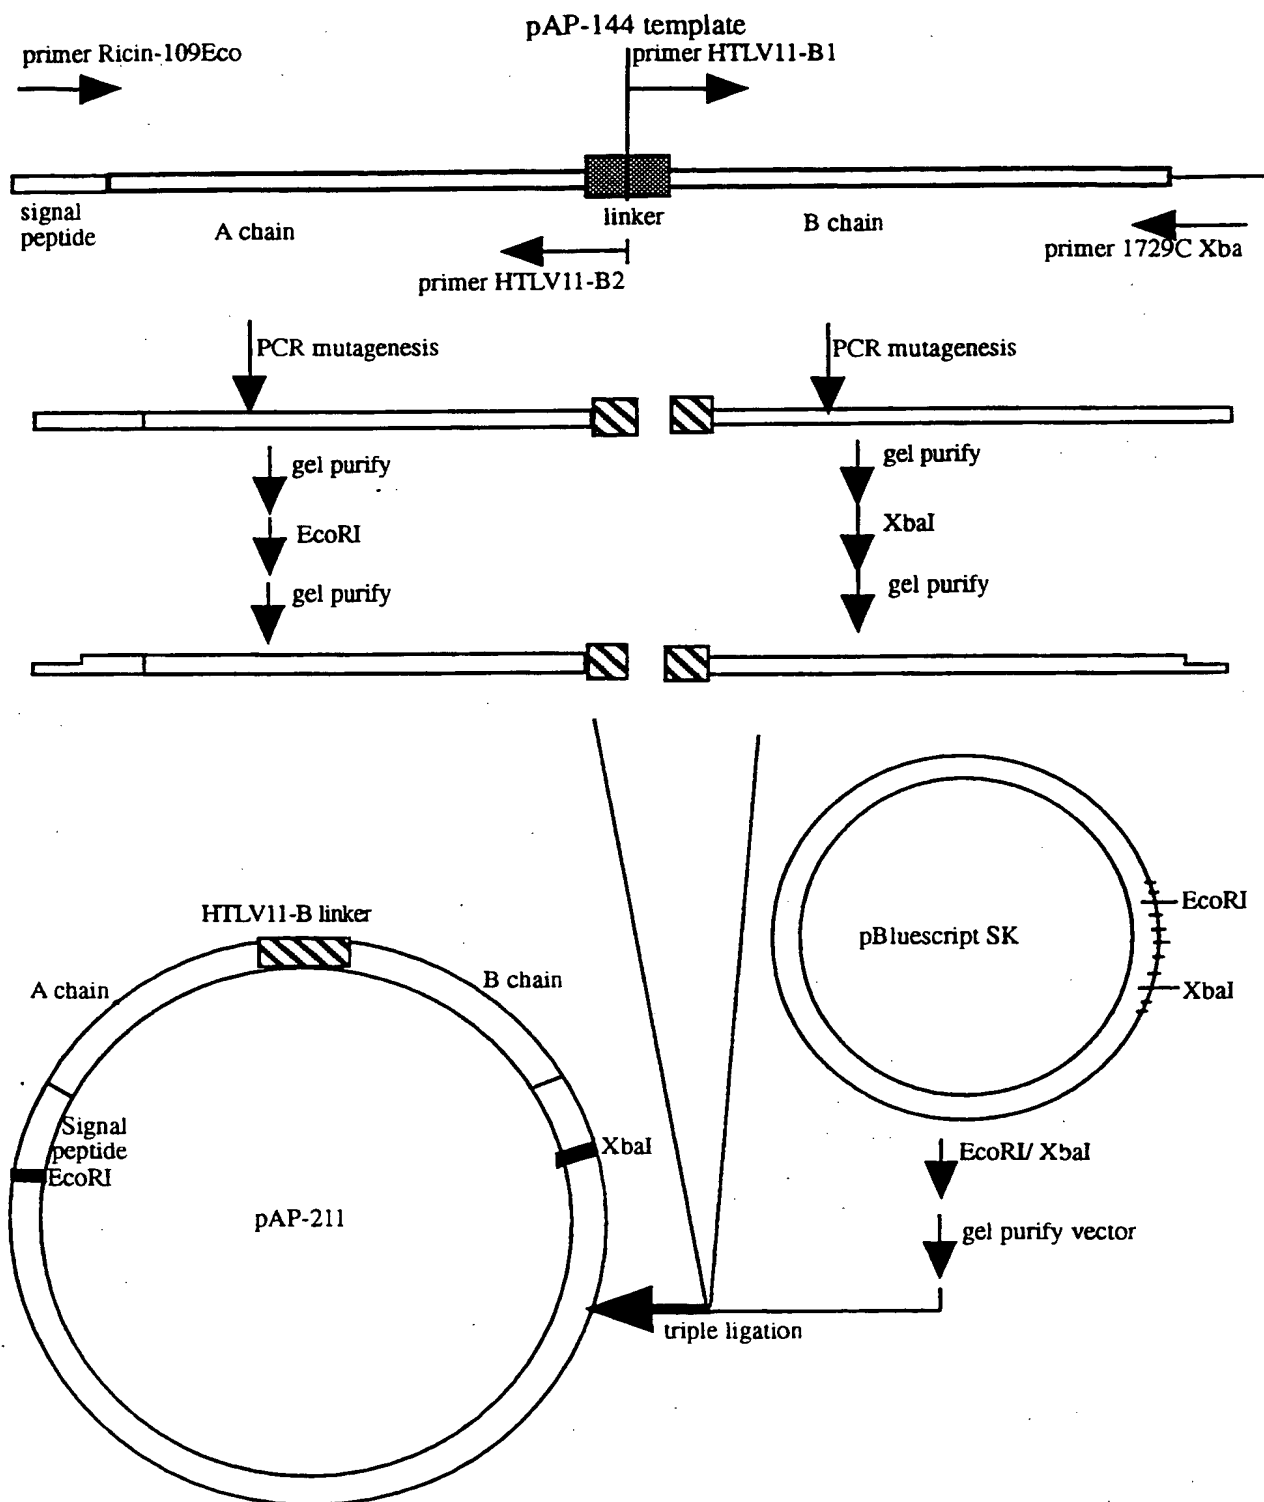 pAP-144 template
primer Ricin-109Eco
primer HTLV11-B1
signal
peptide
A chain
linker
B chain
primer HTLV11-B2
primer 1729C Xba
PCR mutagenesis
PCR mutagenesis
gel purify
gel purify
EcoRI
XbaI
gel purify
gel purify
HTLV11-B linker
A chain
B chain
pBluescript SK
EcoRI
XbaI
Signal
peptide
EcoRI
XbaI
pAP-211
EcoRI/ XbaI
gel purify vector
triple ligation